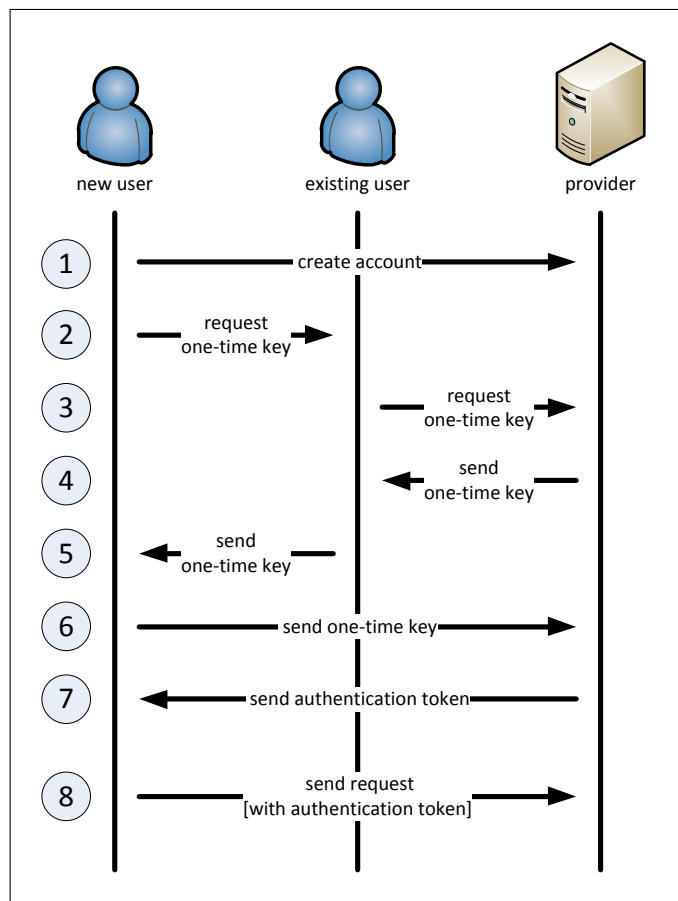 new user
existing user
provider
1
create account
2
request
one-time key
3
request
one-time key
4
send
one-time key
5
send
one-time key
6
send one-time key
7
send authentication token
8
send request
[with authentication token]